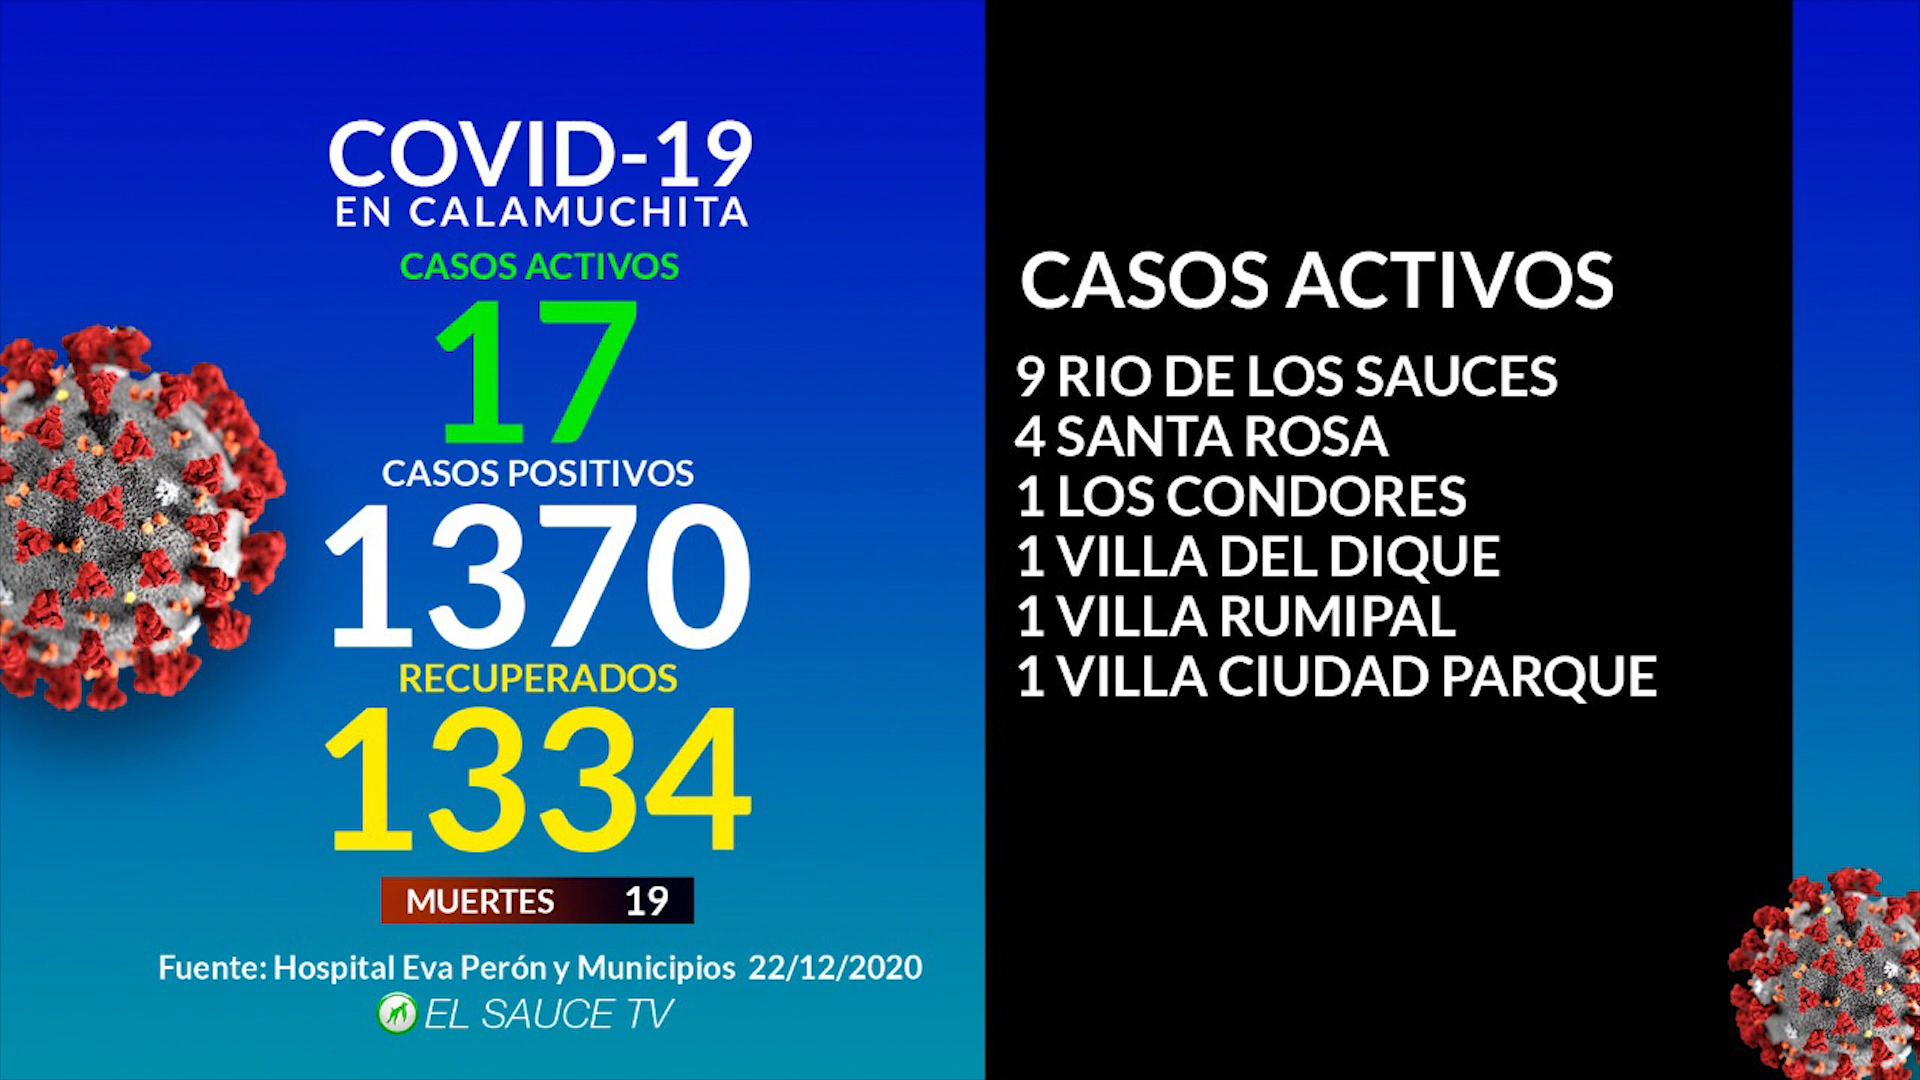 COVID-19
EN CALAMUCHITA
CASOS ACTIVOS
17
CASOS POSITIVOS
1370
RECUPERADOS
1334
MUERTES 19
Fuente: Hospital Eva Perón y Municipios 22/12/2020
EL SAUCE TV
CASOS ACTIVOS
9 RIO DE LOS SAUCES
4 SANTA ROSA
1 LOS CONDORES
1 VILLA DEL DIQUE
1 VILLA RUMIPAL
1 VILLA CIUDAD PARQUE